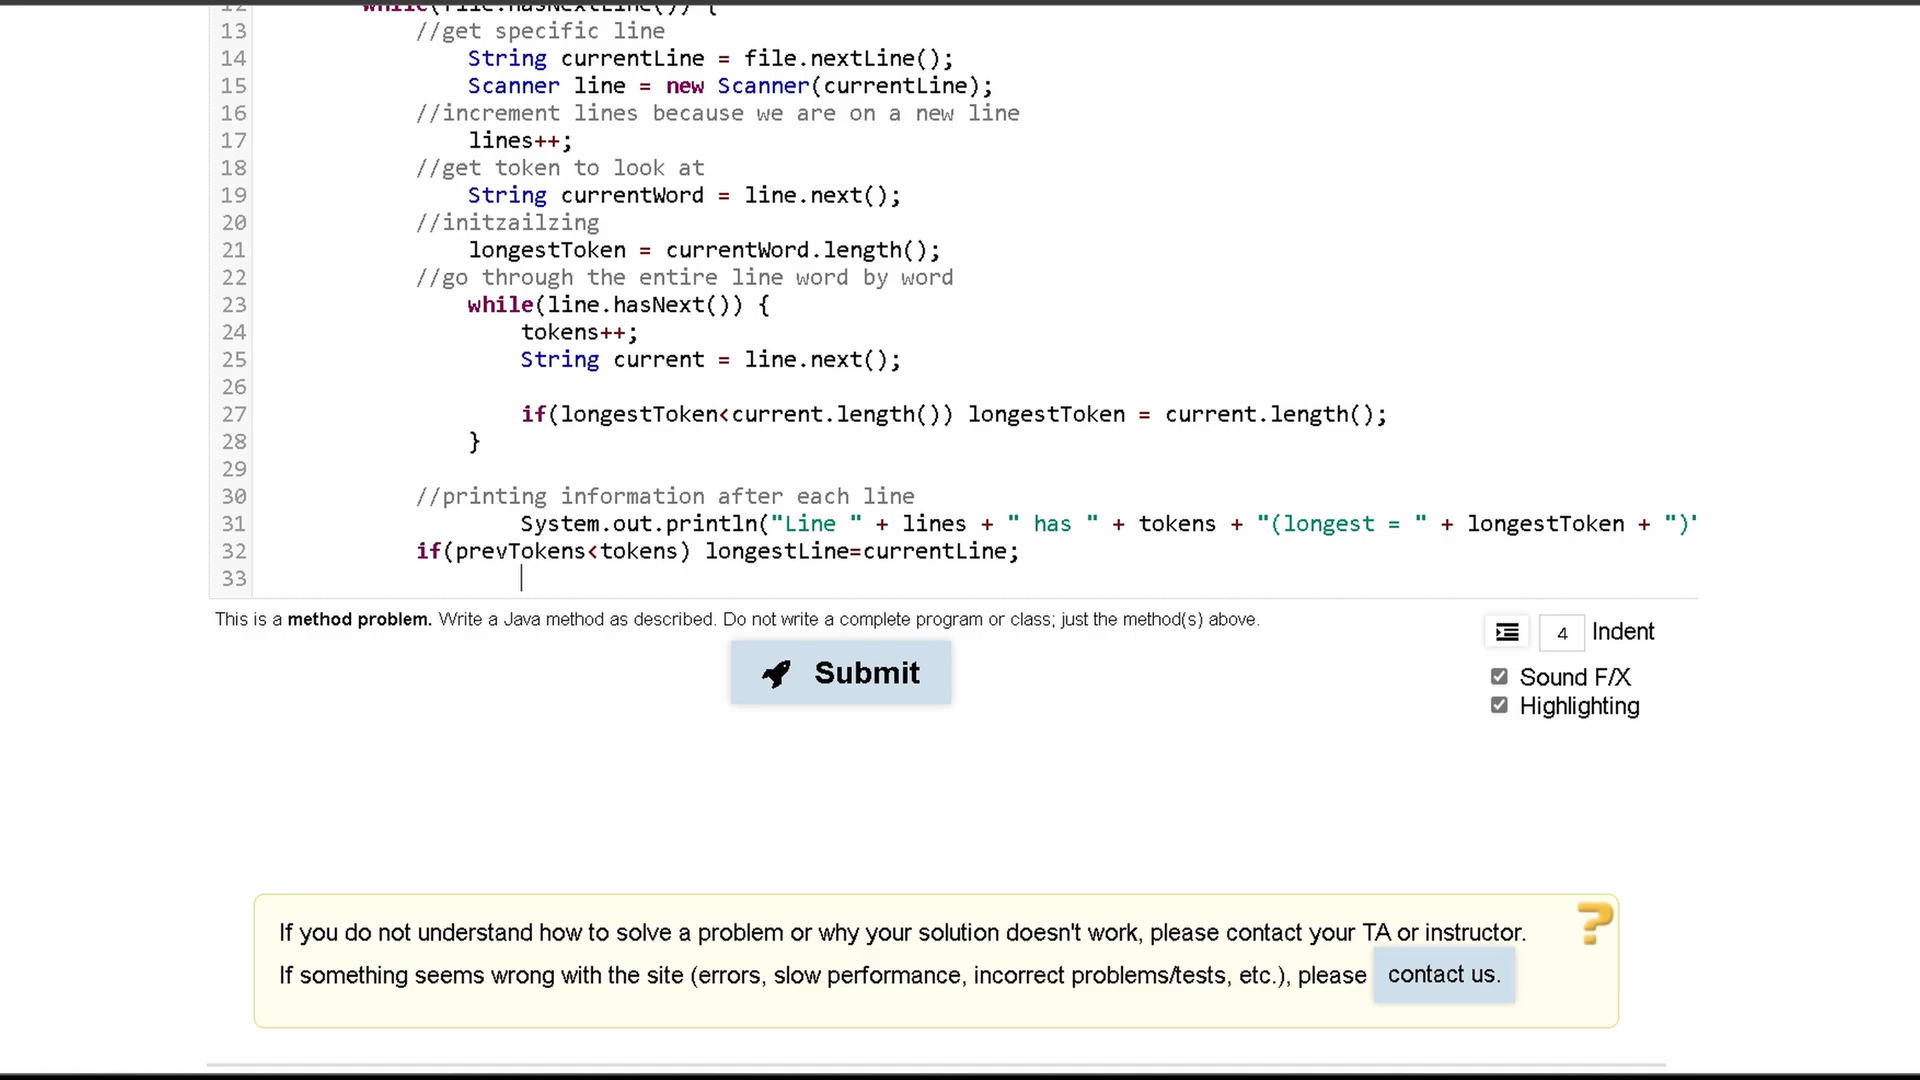 12 while(file.hasNextLine()) {
13 //get specific line
14 String currentLine = file.nextLine();
15 Scanner line = new Scanner(currentLine);
16 //increment lines because we are on a new line
17 lines++;
18 //get token to look at
19 String currentWord = line.next();
20 //initzailzing
21 longestToken = currentWord.length();
22 //go through the entire line word by word
23 while(line.hasNext()) {
24 tokens++;
25 String current = line.next();
26
27 if(longestToken<current.length()) longestToken = current.length();
28 }
29
30 //printing information after each line
31 System.out.println("Line " + lines + " has " + tokens + "(longest = " + longestToken + ")"
32 if(prevTokens<tokens) longestLine=currentLine;
33
This is a method problem. Write a Java method as described. Do not write a complete program or class; just the method(s) above.
4 Indent
Submit
Sound F/X
Highlighting
If you do not understand how to solve a problem or why your solution doesn't work, please contact your TA or instructor.
If something seems wrong with the site (errors, slow performance, incorrect problems/tests, etc.), please contact us.